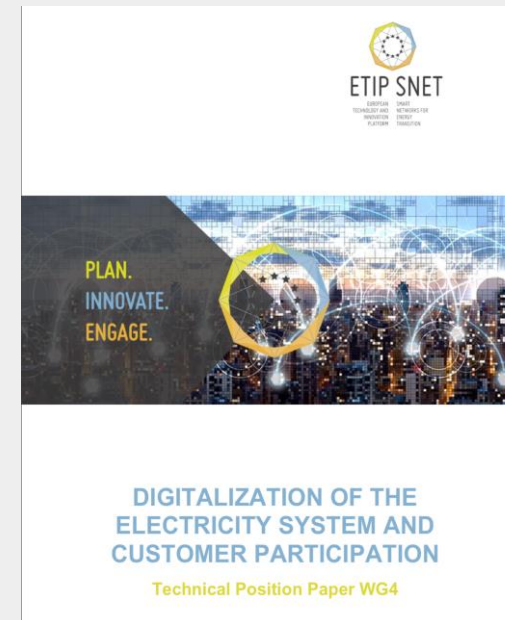 ETIP SNET
EUROPEAN SMART
TECHNOLOGY AND NETWORKS FOR
INNOVATION ENERGY
PLATFORM TRANSITION
PLAN.
INNOVATE.
ENGAGE.
DIGITALIZATION OF THE
ELECTRICITY SYSTEM AND
CUSTOMER PARTICIPATION
Technical Position Paper WG4